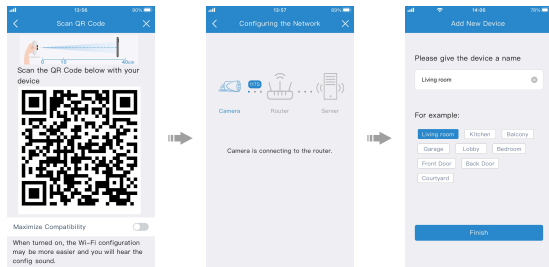 13:56
90%
Scan QR Code
0 10 40cm
Scan the QR Code below with your
device
Maximize Compatibility
When turned on, the Wi-Fi configuration
may be more easier and you will hear the
config sound.
13:57
89%
Configuring the Network
Camera
Router
Server
Camera is connecting to the router.
14:06
78%
Add New Device
Please give the device a name
Living room
For example:
Living room Kitchen Balcony
Garage Lobby Bedroom
Front Door Back Door
Courtyard
Finish